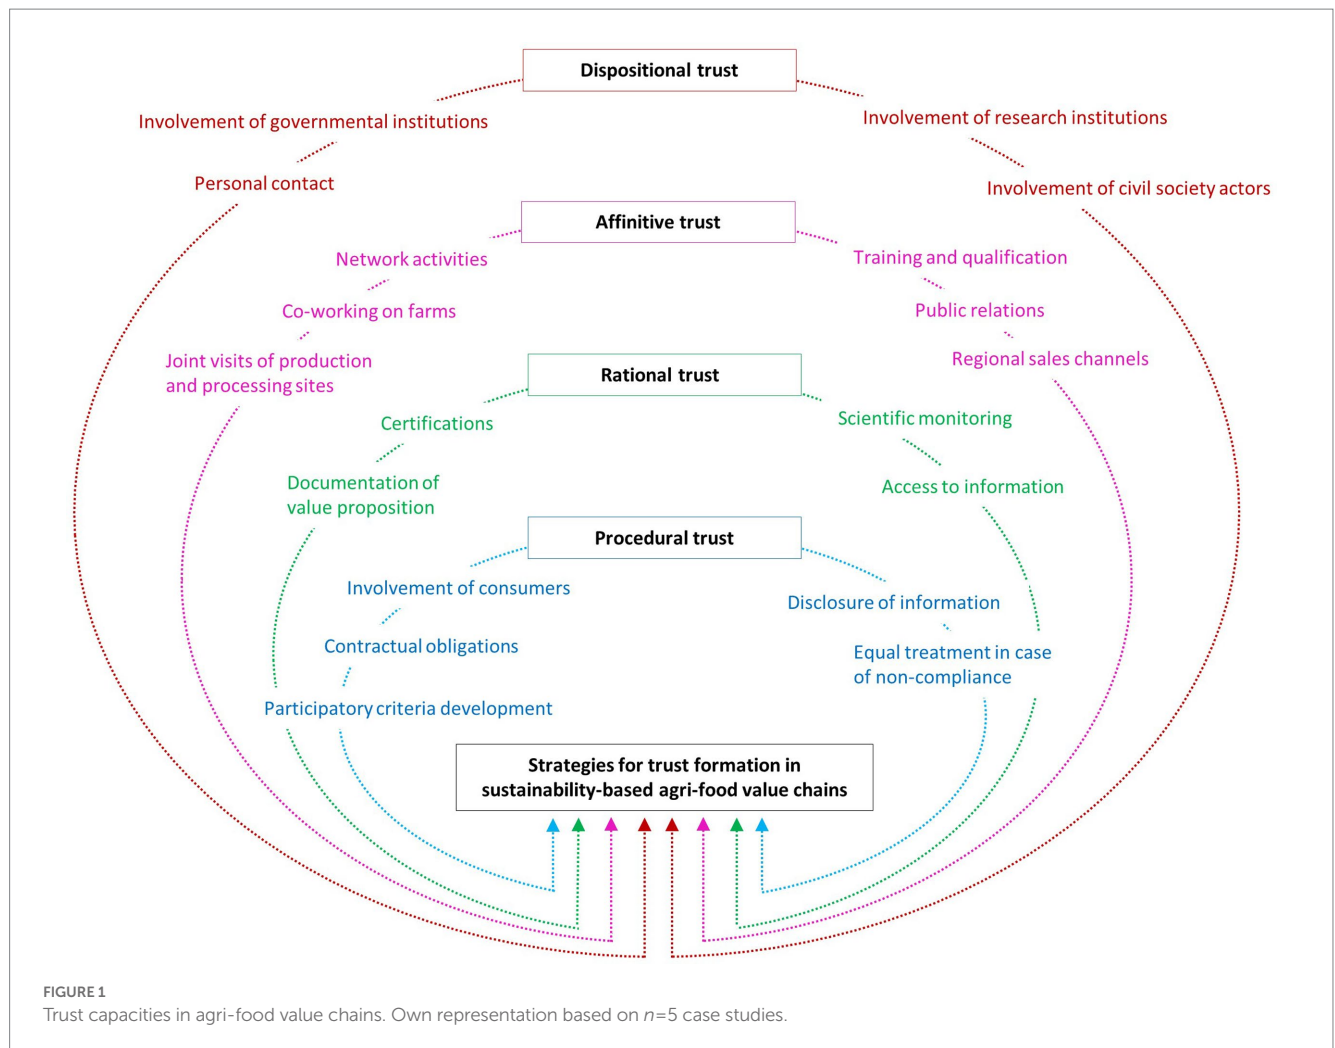 Dispositional trust
Involvement of governmental institutions
Involvement of research institutions
Personal contact
Involvement of civil society actors
Affinitive trust
Network activities
Training and qualification
Co-working on farms
Public relations
Joint visits of production
and processing sites
Regional sales channels
Rational trust
Certifications
Scientific monitoring
Documentation of
value proposition
Access to information
Procedural trust
Involvement of consumers
Disclosure of information
Contractual obligations
Equal treatment in case
of non-compliance
Participatory criteria development
Strategies for trust formation in
sustainability-based agri-food value chains
FIGURE 1
Trust capacities in agri-food value chains. Own representation based on n=5 case studies.